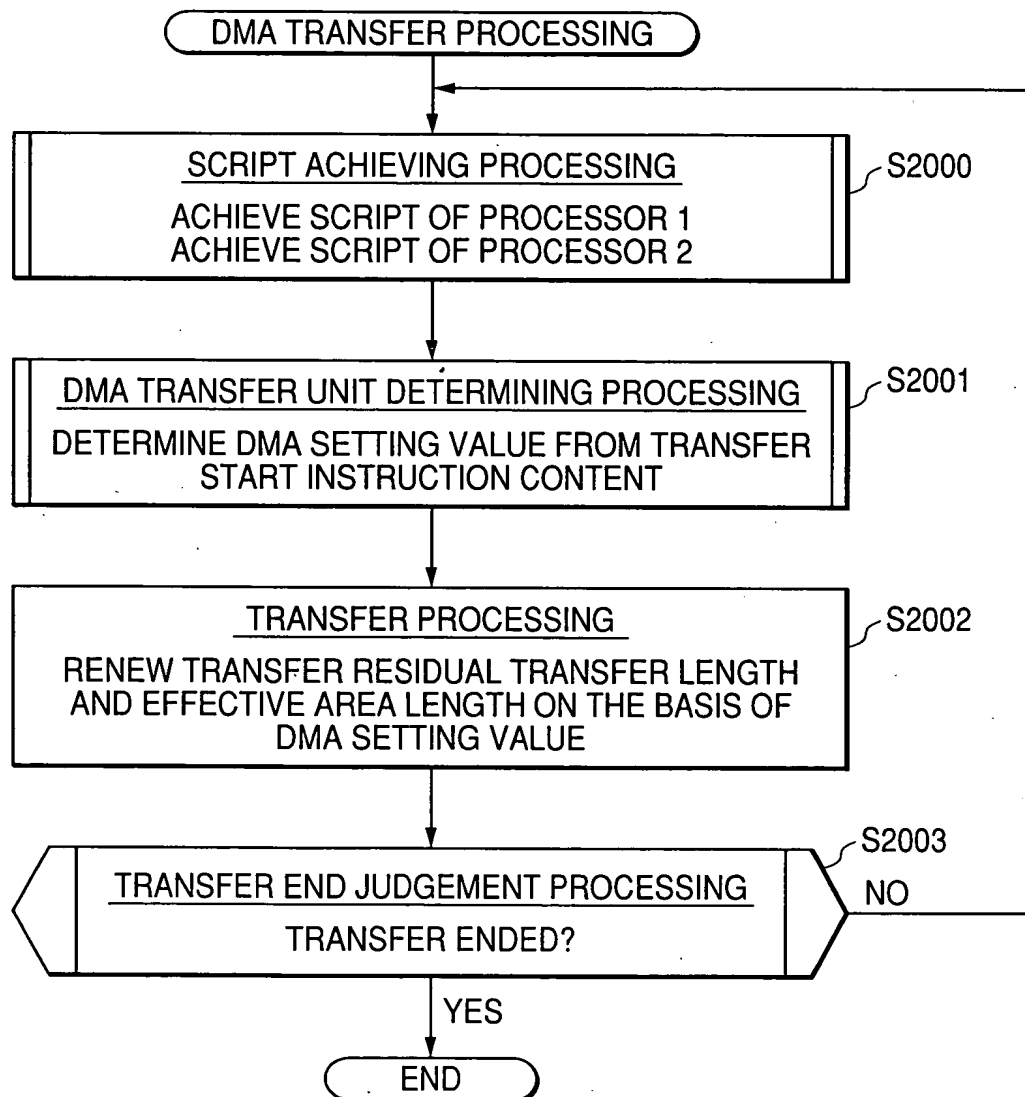 DMA TRANSFER PROCESSING
SCRIPT ACHIEVING PROCESSING
S2000
ACHIEVE SCRIPT OF PROCESSOR 1
ACHIEVE SCRIPT OF PROCESSOR 2
DMA TRANSFER UNIT DETERMINING PROCESSING
S2001
DETERMINE DMA SETTING VALUE FROM TRANSFER
START INSTRUCTION CONTENT
TRANSFER PROCESSING
S2002
RENEW TRANSFER RESIDUAL TRANSFER LENGTH
AND EFFECTIVE AREA LENGTH ON THE BASIS OF
DMA SETTING VALUE
S2003
TRANSFER END JUDGEMENT PROCESSING
NO
TRANSFER ENDED?
YES
END